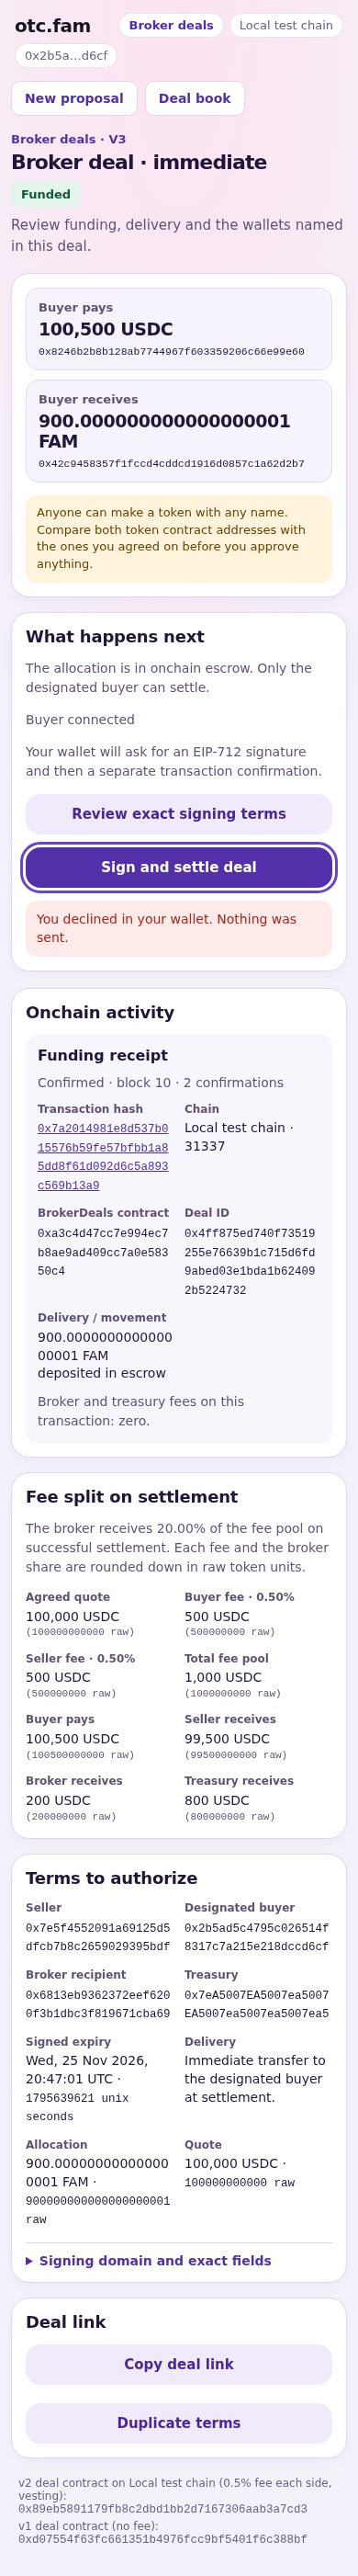 otc.fam
Broker deals
Local test chain
0x2b5a…d6cf
New proposal
Deal book
Broker deals · V3
Broker deal · immediate
Funded
Review funding, delivery and the wallets named
in this deal.
Buyer pays
100,500 USDC
0x8246b2b8b128ab7744967f603359206c66e99e60
Buyer receives
900.000000000000000001
FAM
0x42c9458357f1fccd4cddcd1916d0857c1a62d2b7
Anyone can make a token with any name.
Compare both token contract addresses with
the ones you agreed on before you approve
anything.
What happens next
The allocation is in onchain escrow. Only the
designated buyer can settle.
Buyer connected
Your wallet will ask for an EIP-712 signature
and then a separate transaction confirmation.
Review exact signing terms
Sign and settle deal
You declined in your wallet. Nothing was
sent.
Onchain activity
Funding receipt
Confirmed · block 10 · 2 confirmations
Transaction hash
0x7a2014981e8d537b0
15576b59fe57bfbb1a8
5dd8f61d092d6c5a893
c569b13a9
Chain
Local test chain ·
31337
BrokerDeals contract
0xa3c4d47cc7e994ec7
b8ae9ad409cc7a0e583
50c4
Deal ID
0x4ff875ed740f73519
255e76639b1c715d6fd
9abed03e1bda1b62409
2b5224732
Delivery / movement
900.0000000000000
00001 FAM
deposited in escrow
Broker and treasury fees on this
transaction: zero.
Fee split on settlement
The broker receives 20.00% of the fee pool on
successful settlement. Each fee and the broker
share are rounded down in raw token units.
Agreed quote
100,000 USDC
(100000000000 raw)
Buyer fee · 0.50%
500 USDC
(500000000 raw)
Seller fee · 0.50%
500 USDC
(500000000 raw)
Total fee pool
1,000 USDC
(1000000000 raw)
Buyer pays
100,500 USDC
(100500000000 raw)
Seller receives
99,500 USDC
(99500000000 raw)
Broker receives
200 USDC
(200000000 raw)
Treasury receives
800 USDC
(800000000 raw)
Terms to authorize
Seller
0x7e5f4552091a69125d5
dfcb7b8c2659029395bdf
Designated buyer
0x2b5ad5c4795c026514f
8317c7a215e218dccd6cf
Broker recipient
0x6813eb9362372eef620
0f3b1dbc3f819671cba69
Treasury
0x7eA5007EA5007ea5007
EA5007ea5007ea5007ea5
Signed expiry
Wed, 25 Nov 2026,
20:47:01 UTC ·
1795639621 unix
seconds
Delivery
Immediate transfer to
the designated buyer
at settlement.
Allocation
900.00000000000000
0001 FAM ·
900000000000000000001
raw
Quote
100,000 USDC ·
100000000000 raw
▶ Signing domain and exact fields
Deal link
Copy deal link
Duplicate terms
v2 deal contract on Local test chain (0.5% fee each side,
vesting):
0x89eb5891179fb8c2dbd1bb2d7167306aab3a7cd3
v1 deal contract (no fee):
0xd07554f63fc661351b4976fcc9bf5401f6c388bf